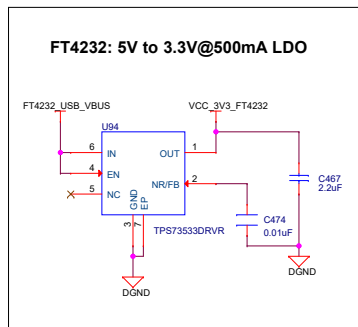 FT4232: 5V to 3.3V@500mA LDO
FT4232_USB_VBUS
VCC_3V3_FT4232
U94
6
IN
OUT
1
4
EN
NR/FB
2
5
NC
GND
EP
3
7
TPS73533DRVR
C467
2.2uF
C474
0.01uF
DGND
DGND